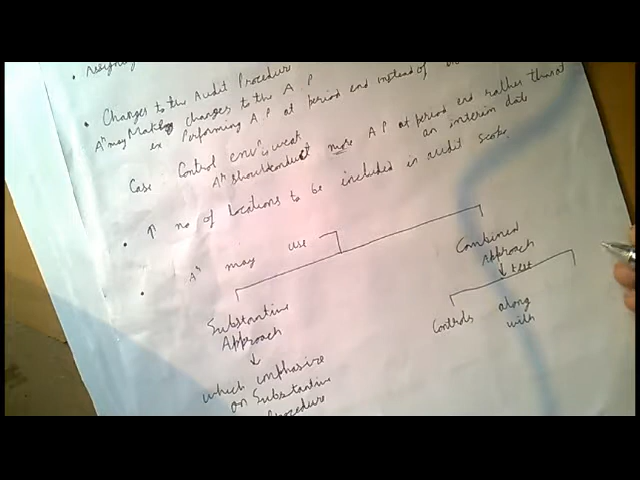 • Changes to the Audit Procedure
Aʳ may Making changes to the A.P
ex Performing A.P at period end instead of
Case Control envᵗ is weak
Aʳ should conduct more A P at period end rather than at
an interim date
• ↑ no of locations to be included in audit scope
• Aʳ may use
Substantive
Approach
↓
which emphasize
on Substantive
Procedure
Combined
Approach
↓ test
Controls along
with